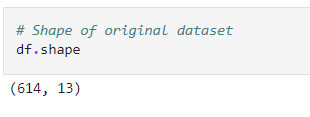 # Shape of original dataset
df.shape
(614, 13)